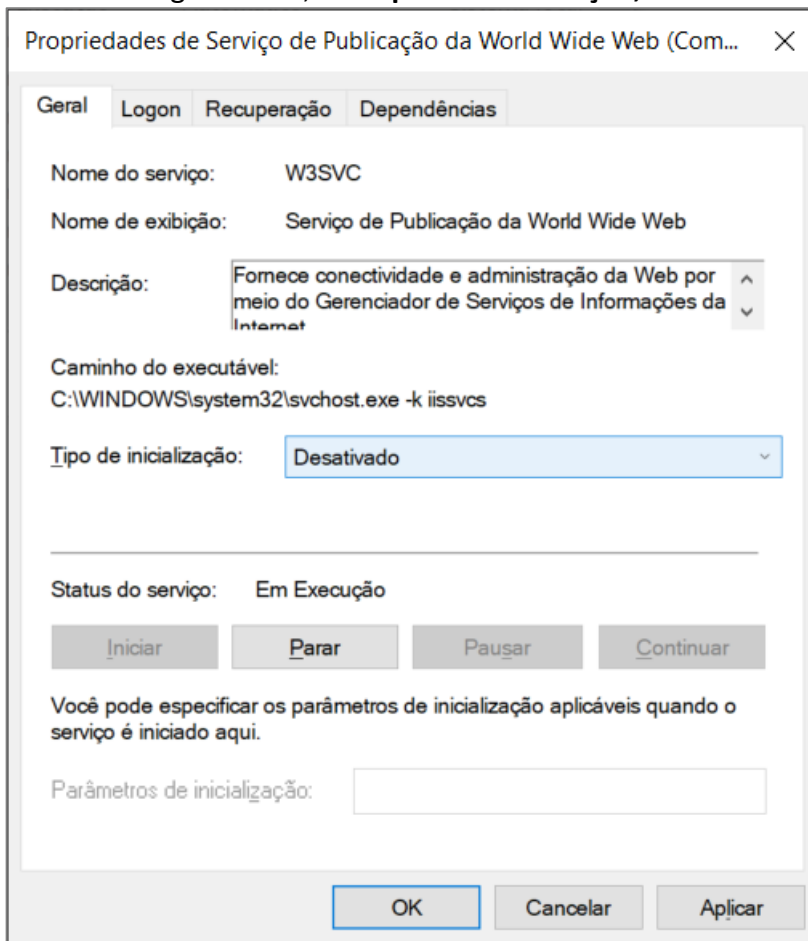 Propriedades de Serviço de Publicação da World Wide Web (Com...
Geral Logon Recuperação Dependências
Nome do serviço: W3SVC
Nome de exibição: Serviço de Publicação da World Wide Web
Descrição: Fornece conectividade e administração da Web por
meio do Gerenciador de Serviços de Informações da
Internet
Caminho do executável:
C:\WINDOWS\system32\svchost.exe -k iissvcs
Tipo de inicialização: Desativado
Status do serviço: Em Execução
Iniciar Parar Pausar Continuar
Você pode especificar os parâmetros de inicialização aplicáveis quando o
serviço é iniciado aqui.
Parâmetros de inicialização:
OK Cancelar Aplicar